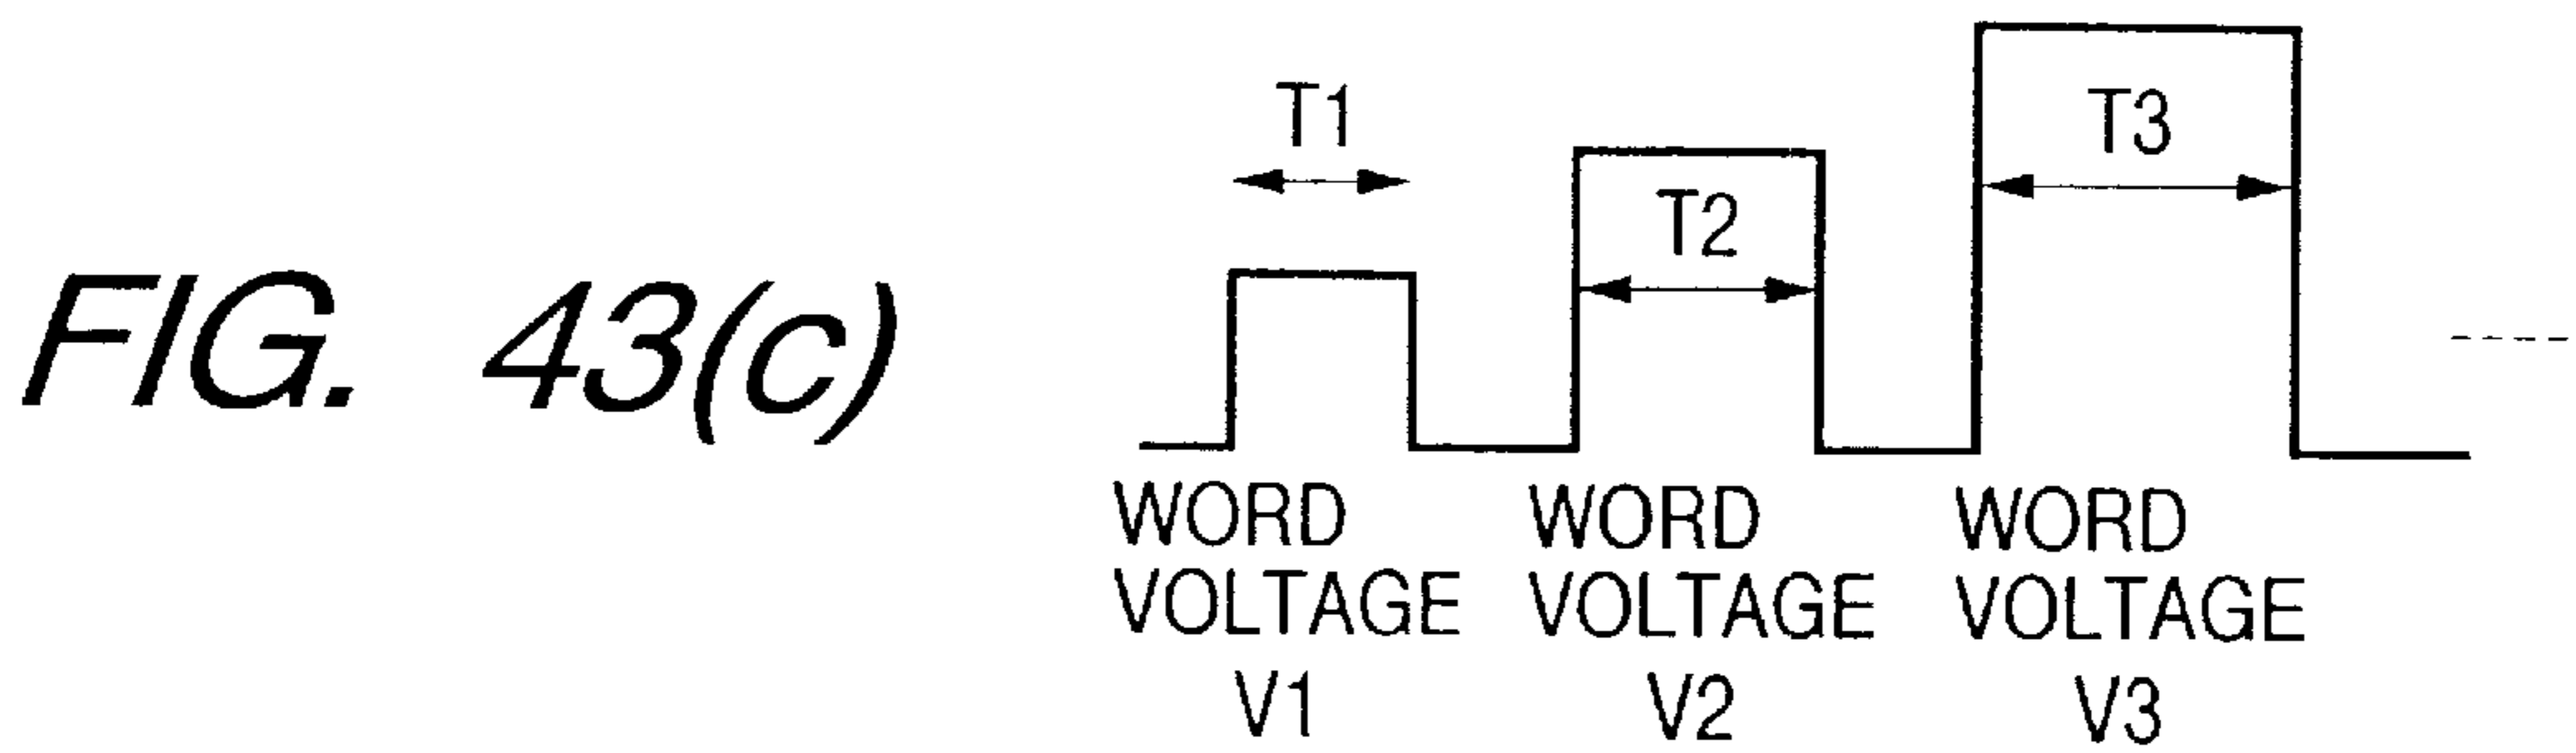 FIG. 43(c)
T1
T2
T3
WORD VOLTAGE V1
WORD VOLTAGE V2
WORD VOLTAGE V3